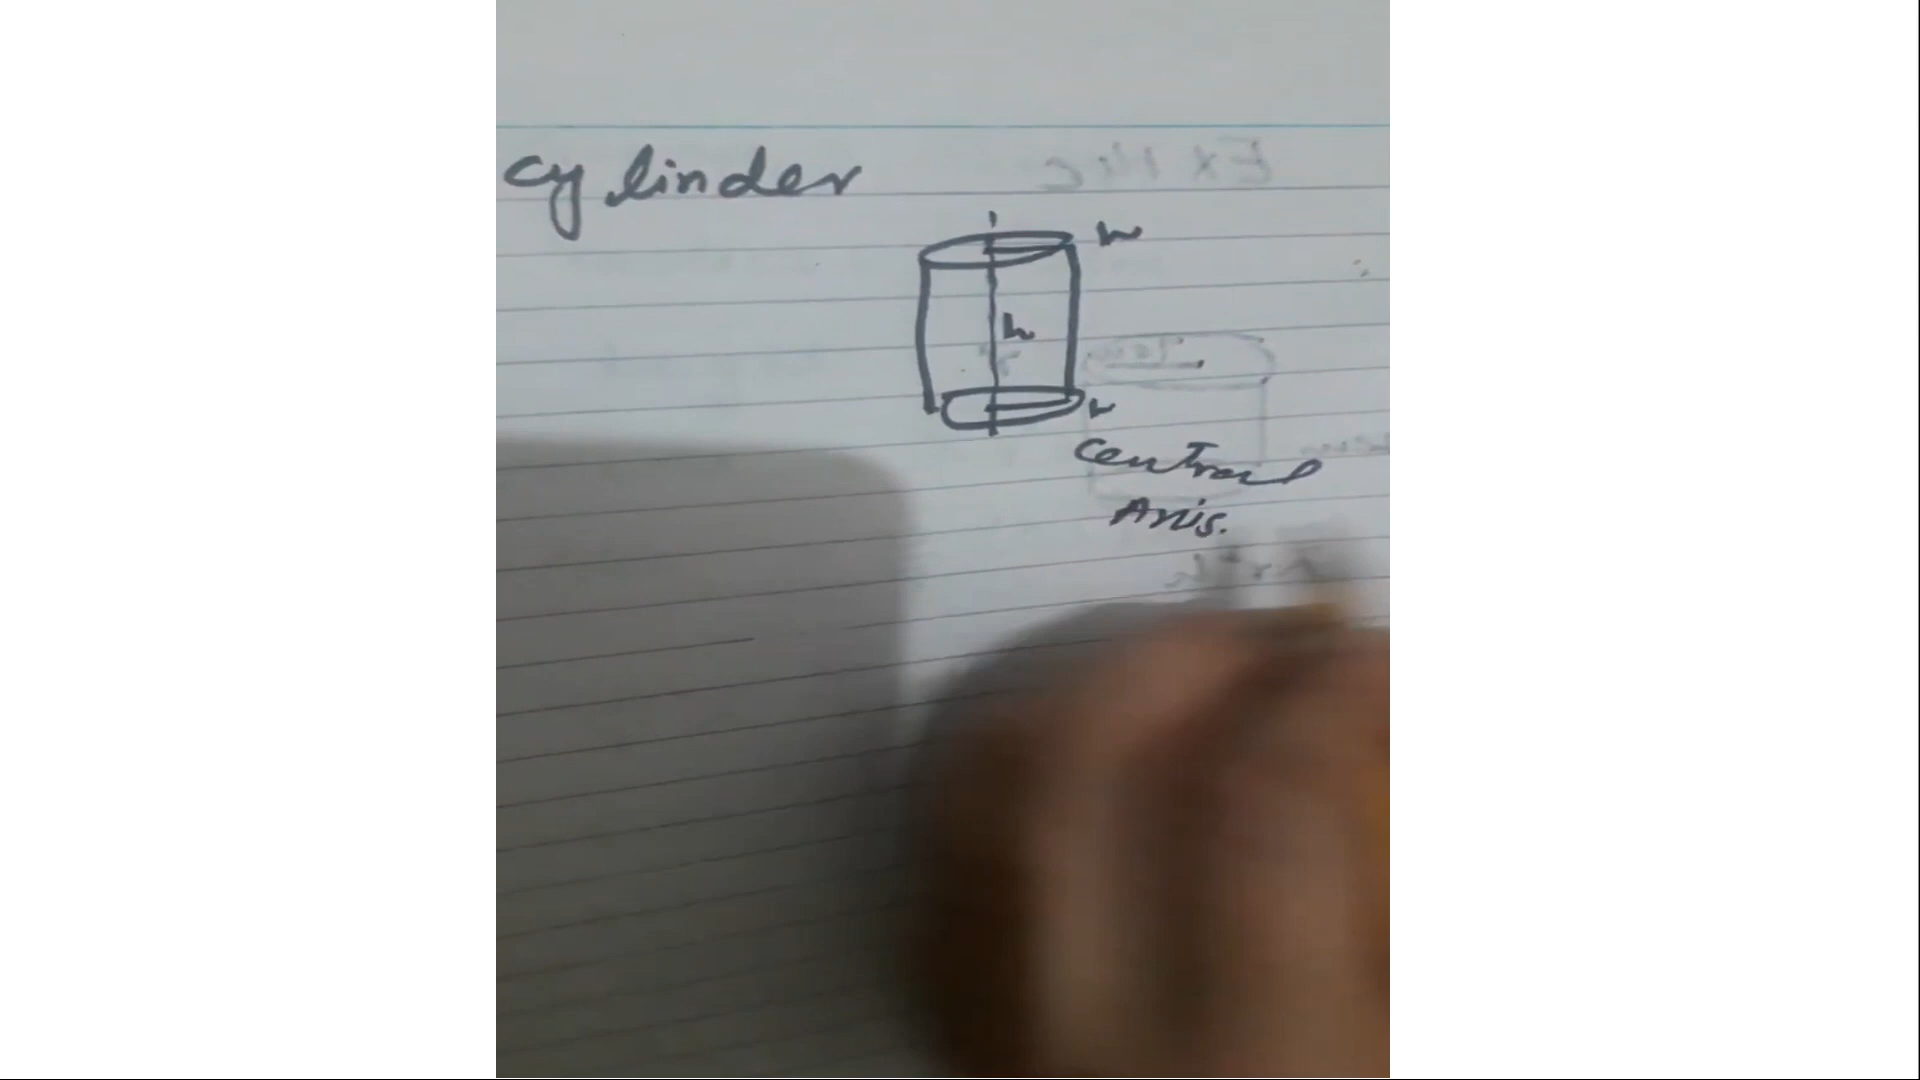 cylinder
r
h
r
Central
Axis.